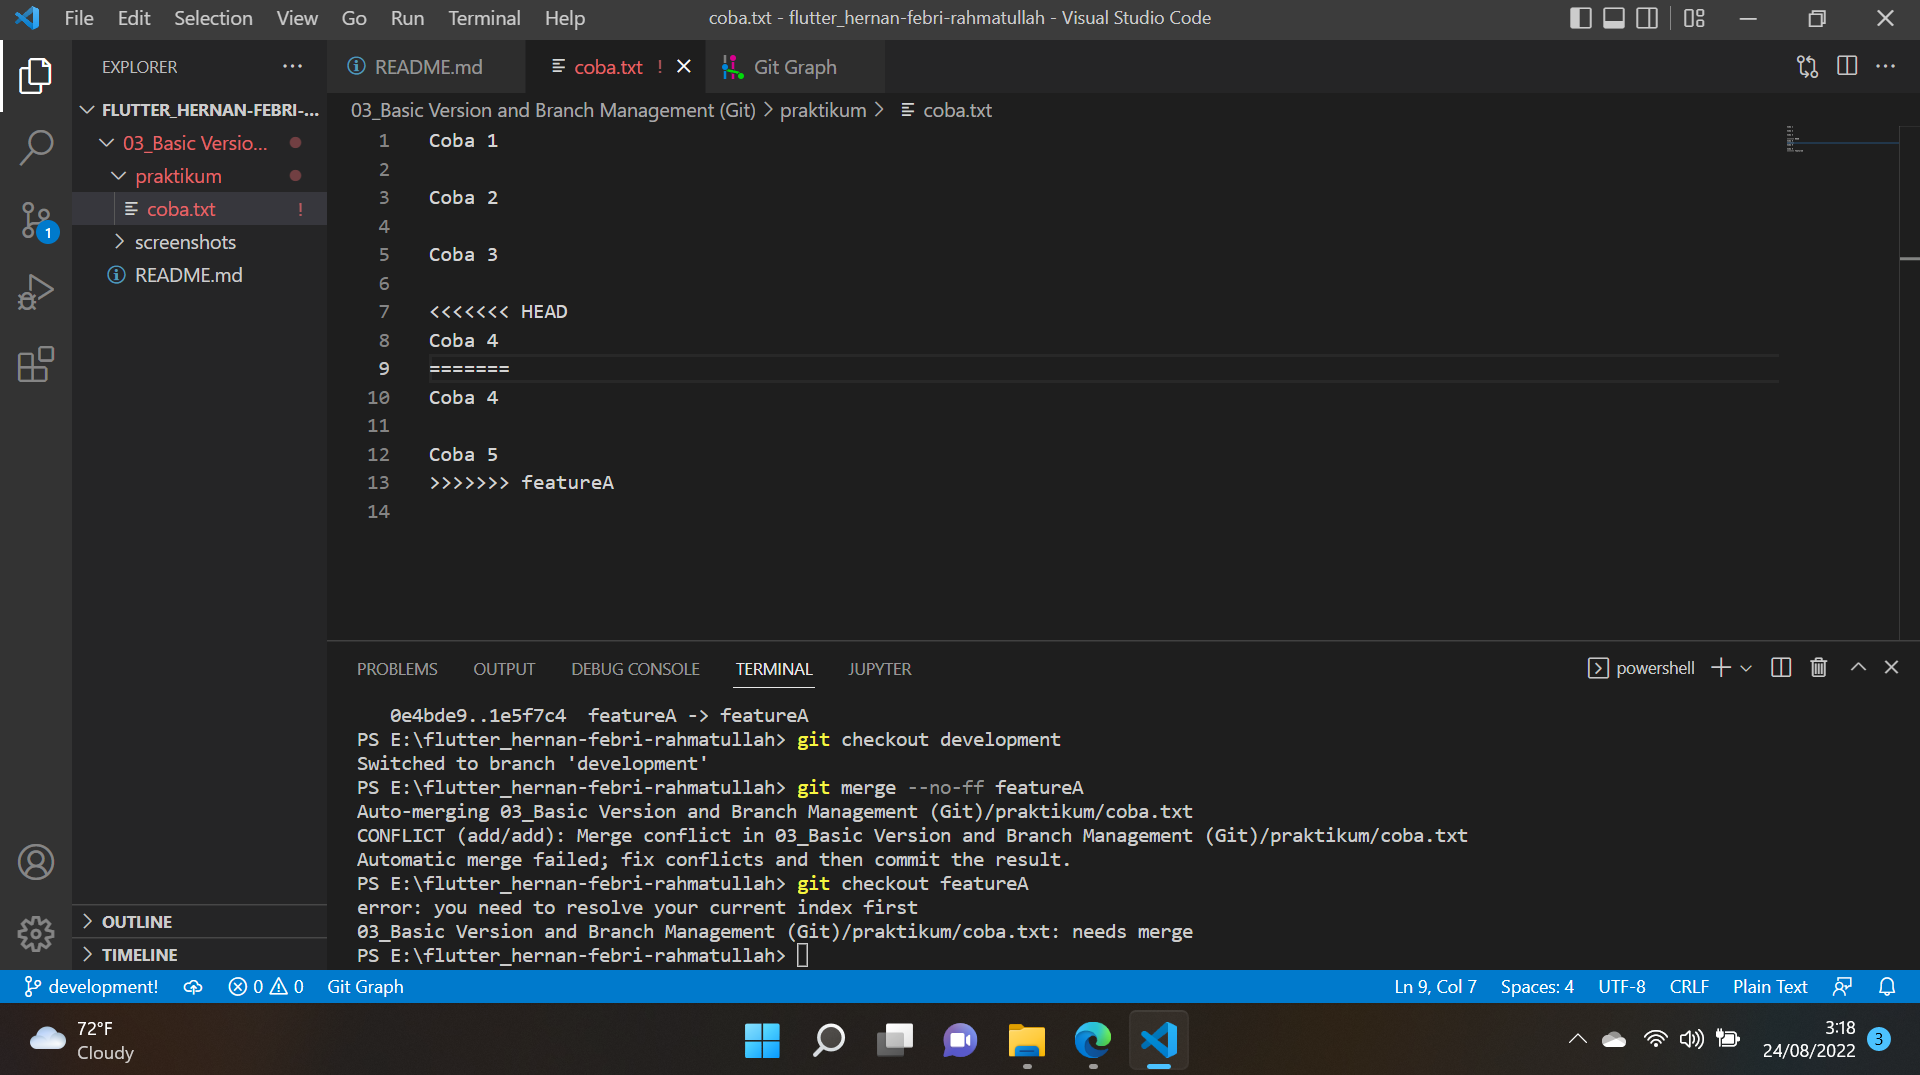 File Edit Selection View Go Run Terminal Help
coba.txt - flutter_hernan-febri-rahmatullah - Visual Studio Code
EXPLORER
README.md
coba.txt !
Git Graph
FLUTTER_HERNAN-FEBRI-...
03_Basic Versio...
praktikum
coba.txt !
screenshots
README.md
1
OUTLINE
TIMELINE
03_Basic Version and Branch Management (Git) > praktikum > coba.txt
1 Coba 1
2
3 Coba 2
4
5 Coba 3
6
7 <<<<<<< HEAD
8 Coba 4
9 =======
10 Coba 4
11
12 Coba 5
13 >>>>>>> featureA
14
PROBLEMS OUTPUT DEBUG CONSOLE TERMINAL JUPYTER
powershell
0e4bde9..1e5f7c4  featureA -> featureA
PS E:\flutter_hernan-febri-rahmatullah> git checkout development
Switched to branch 'development'
PS E:\flutter_hernan-febri-rahmatullah> git merge --no-ff featureA
Auto-merging 03_Basic Version and Branch Management (Git)/praktikum/coba.txt
CONFLICT (add/add): Merge conflict in 03_Basic Version and Branch Management (Git)/praktikum/coba.txt
Automatic merge failed; fix conflicts and then commit the result.
PS E:\flutter_hernan-febri-rahmatullah> git checkout featureA
error: you need to resolve your current index first
03_Basic Version and Branch Management (Git)/praktikum/coba.txt: needs merge
PS E:\flutter_hernan-febri-rahmatullah>
development! 0 0 Git Graph
Ln 9, Col 7 Spaces: 4 UTF-8 CRLF Plain Text
72°F
Cloudy
3:18
24/08/2022
3